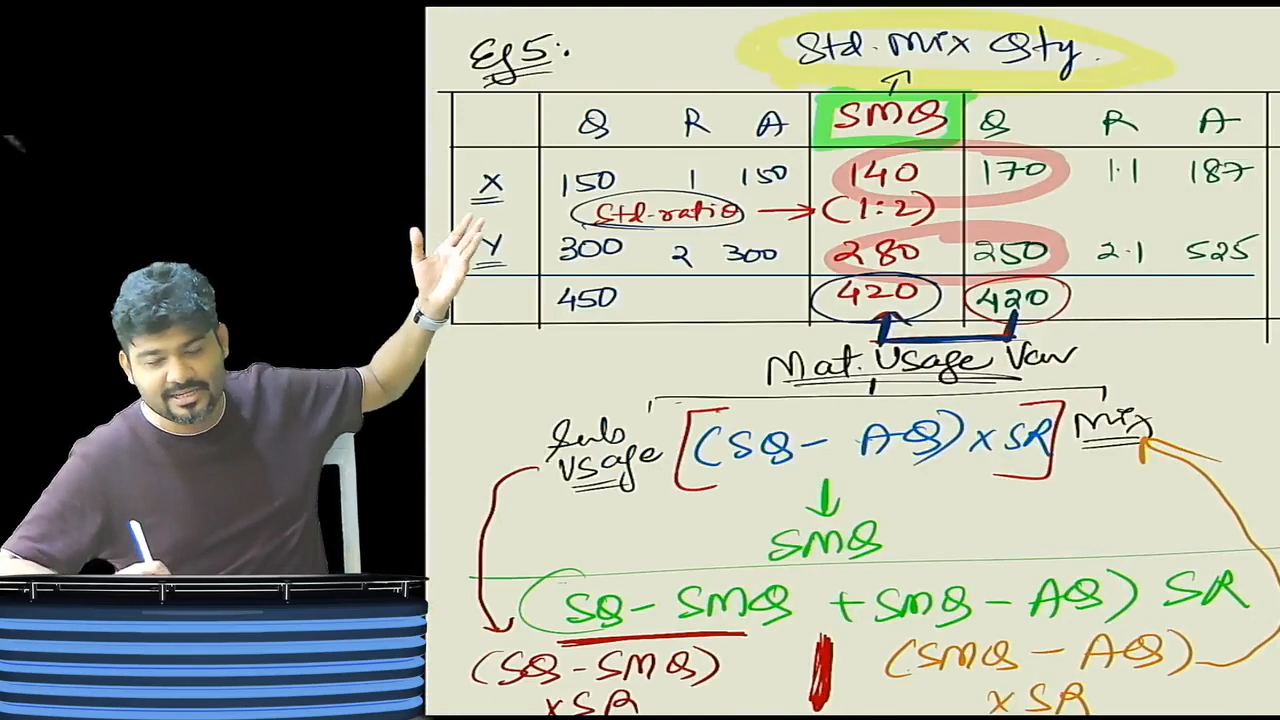 Eg 5:. Std. Mix Qty.
Q R A SMQ Q R A
X 150 1 150 140 170 1.1 187
Std-ratio → (1:2)
Y 300 2 300 280 250 2.1 525
450 420 420
Mat. Usage Var
Sub Usage [(SQ - AQ) x SR] Mix
SMQ
(SQ - SMQ + SMQ - AQ) SR
(SQ - SMQ) (SMQ - AQ)
x SR x SR